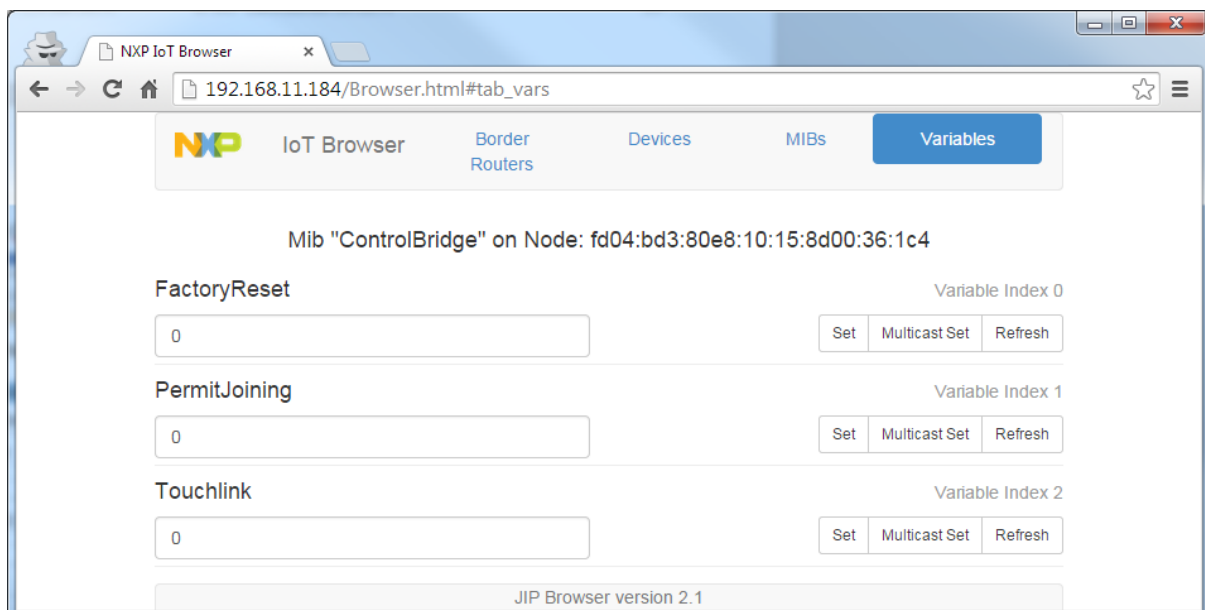 NXP IoT Browser
192.168.11.184/Browser.html#tab_vars
NXP IoT Browser Border Routers Devices MIBs Variables
Mib "ControlBridge" on Node: fd04:bd3:80e8:10:15:8d00:36:1c4
FactoryReset Variable Index 0
0 Set Multicast Set Refresh
PermitJoining Variable Index 1
0 Set Multicast Set Refresh
Touchlink Variable Index 2
0 Set Multicast Set Refresh
JIP Browser version 2.1